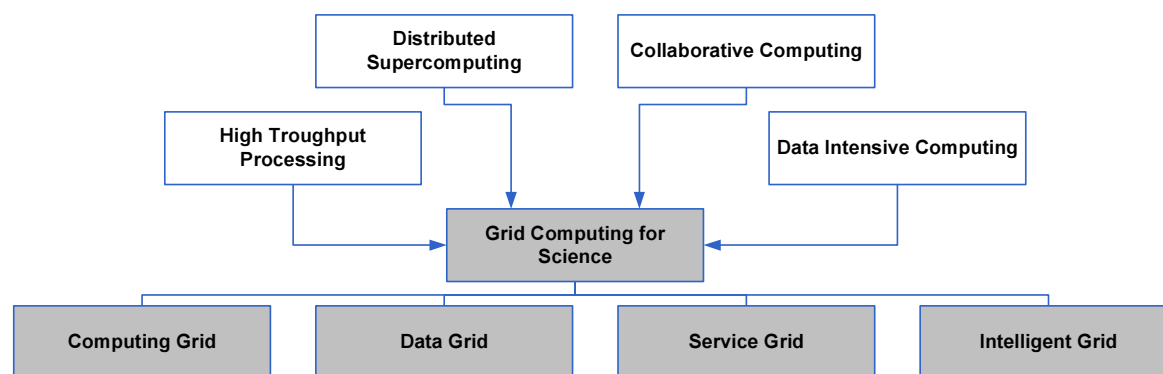 Distributed
Supercomputing
Collaborative Computing
High Troughput
Processing
Data Intensive Computing
Grid Computing for
Science
Computing Grid
Data Grid
Service Grid
Intelligent Grid